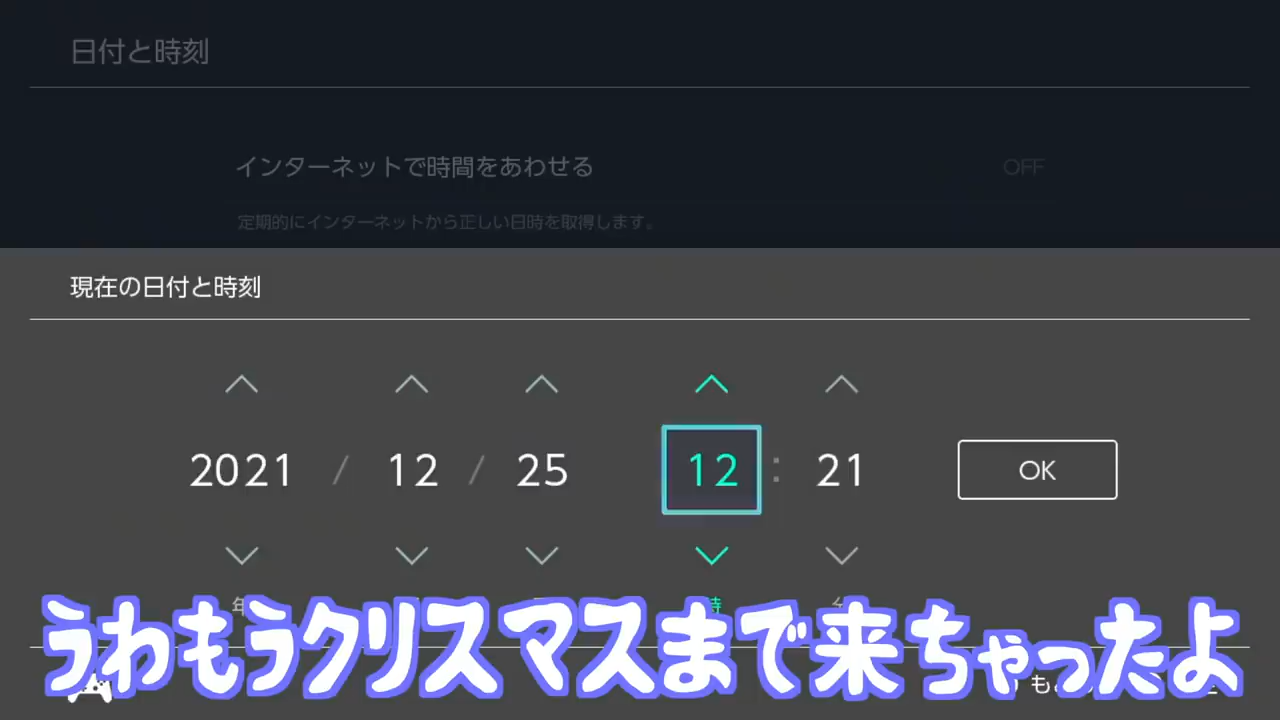 日付と時刻
インターネットで時間をあわせる OFF
定期的にインターネットから正しい日時を取得します。
現在の日付と時刻
2021 / 12 / 25 12 : 21 OK
うわもうクリスマスまで来ちゃったよ